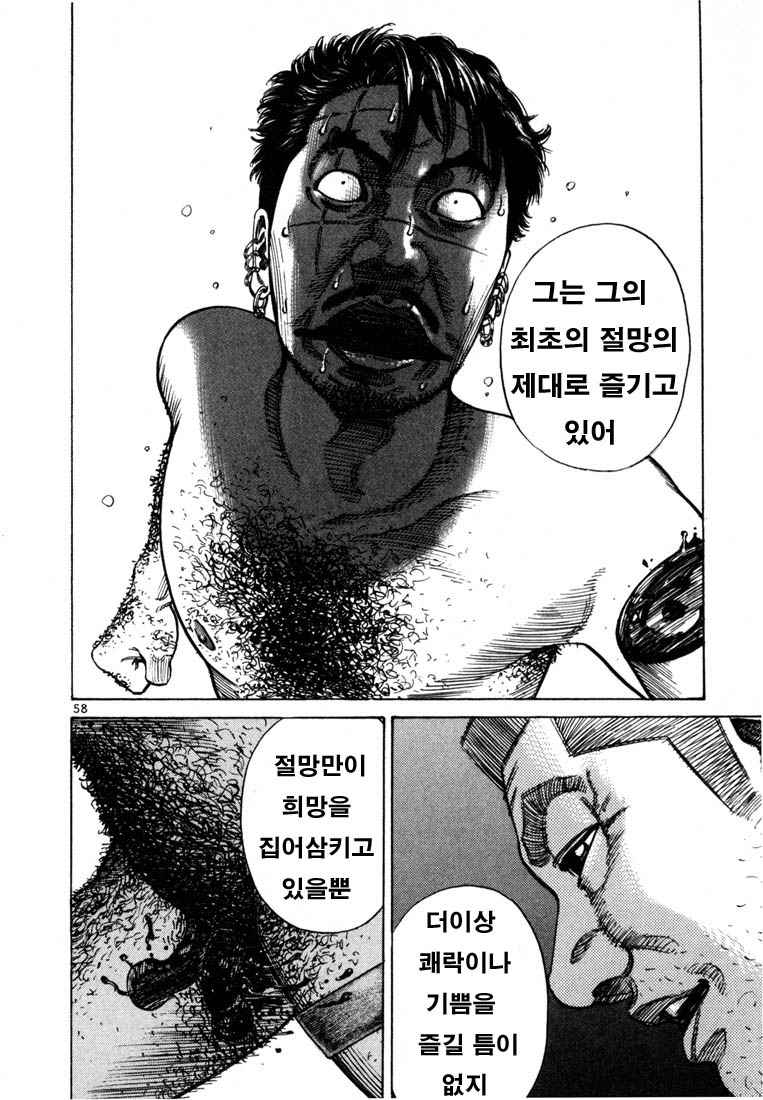 그는 그의
최초의 절망의
제대로 즐기고
있어
58
절망만이
희망을
집어삼키고
있을뿐
더이상
쾌락이나
기쁨을
즐길 틈이
없지